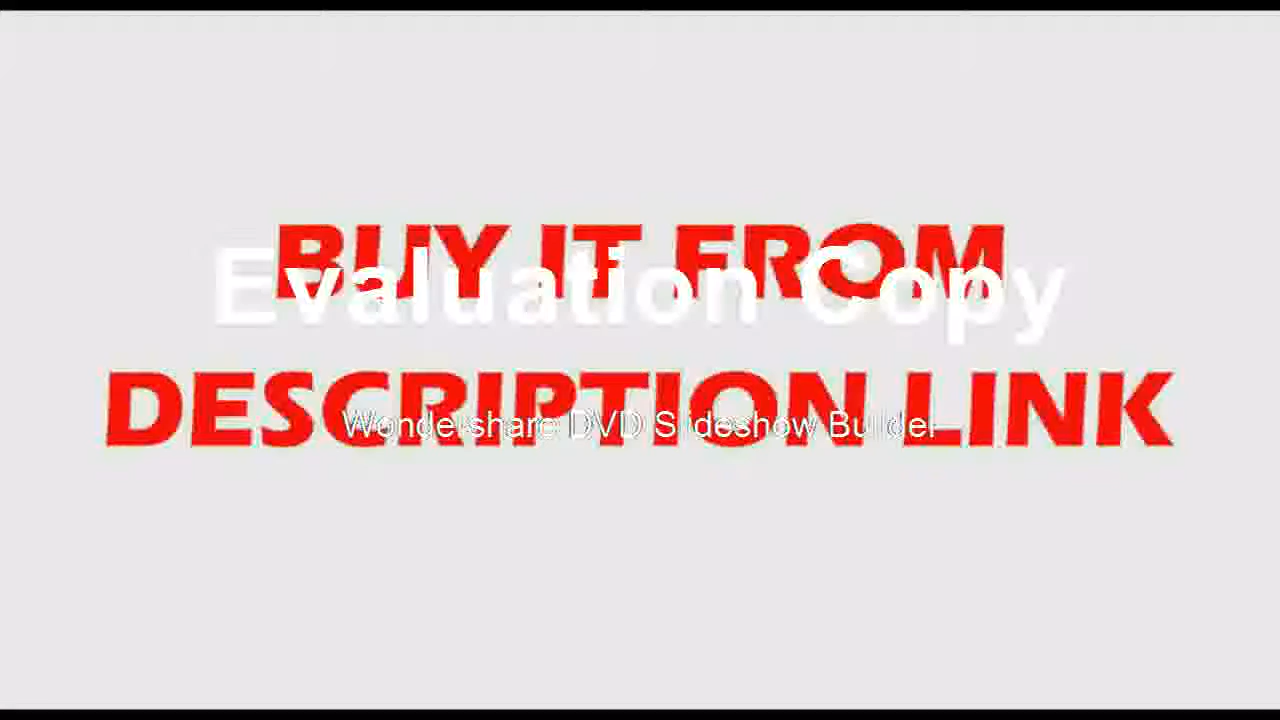 BUY IT FROM
Evaluation Copy
DESCRIPTION LINK
Wondershare DVD Slideshow Builder